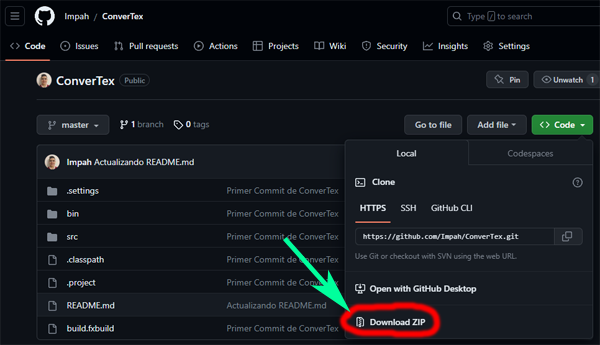 Impah / ConverTex
Type / to search
Code Issues Pull requests Actions Projects Wiki Security Insights Settings
ConverTex Public
Pin Unwatch 1
master 1 branch 0 tags
Go to file Add file Code
Impah Actualizando README.md
.settings Primer Commit de ConverTex
bin Primer Commit de ConverTex
src Primer Commit de ConverTex
.classpath Primer Commit de ConverTex
.project Primer Commit de ConverTex
README.md Actualizando README.md
build.fxbuild Primer Commit de ConverTex
Local Codespaces
Clone
HTTPS SSH GitHub CLI
https://github.com/Impah/ConverTex.git
Use Git or checkout with SVN using the web URL.
Open with GitHub Desktop
Download ZIP